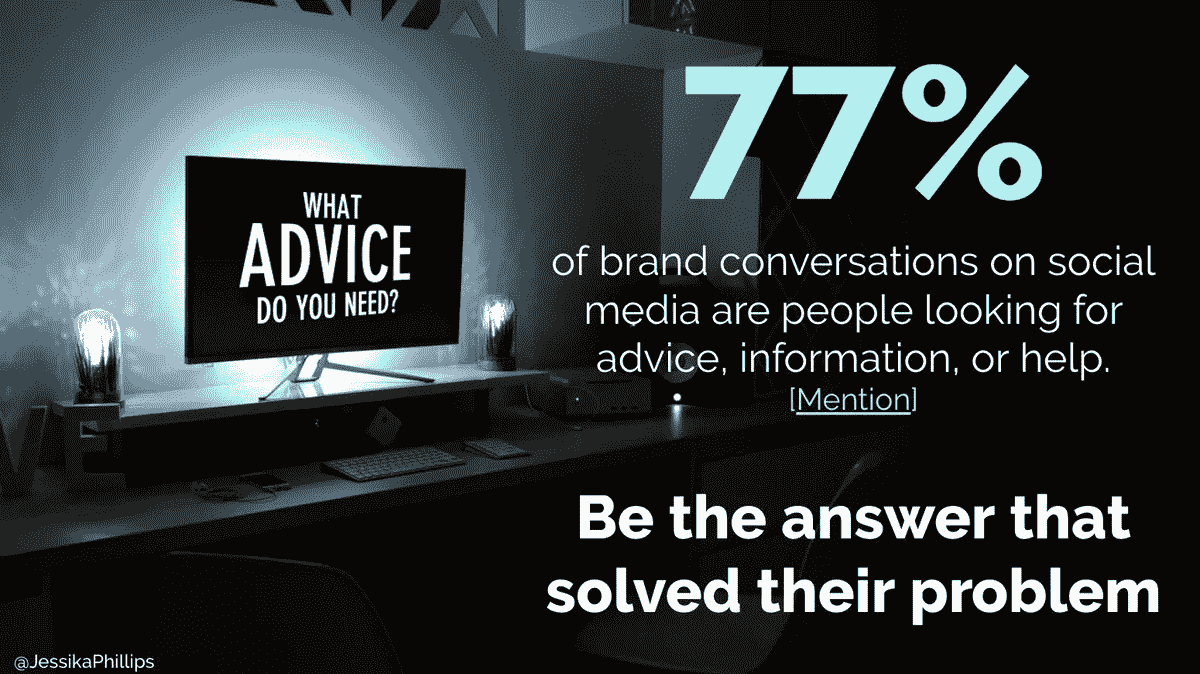 WHAT
ADVICE
DO YOU NEED?
77%
of brand conversations on social
media are people looking for
advice, information, or help.
[Mention]
Be the answer that
solved their problem
@JessikaPhillips